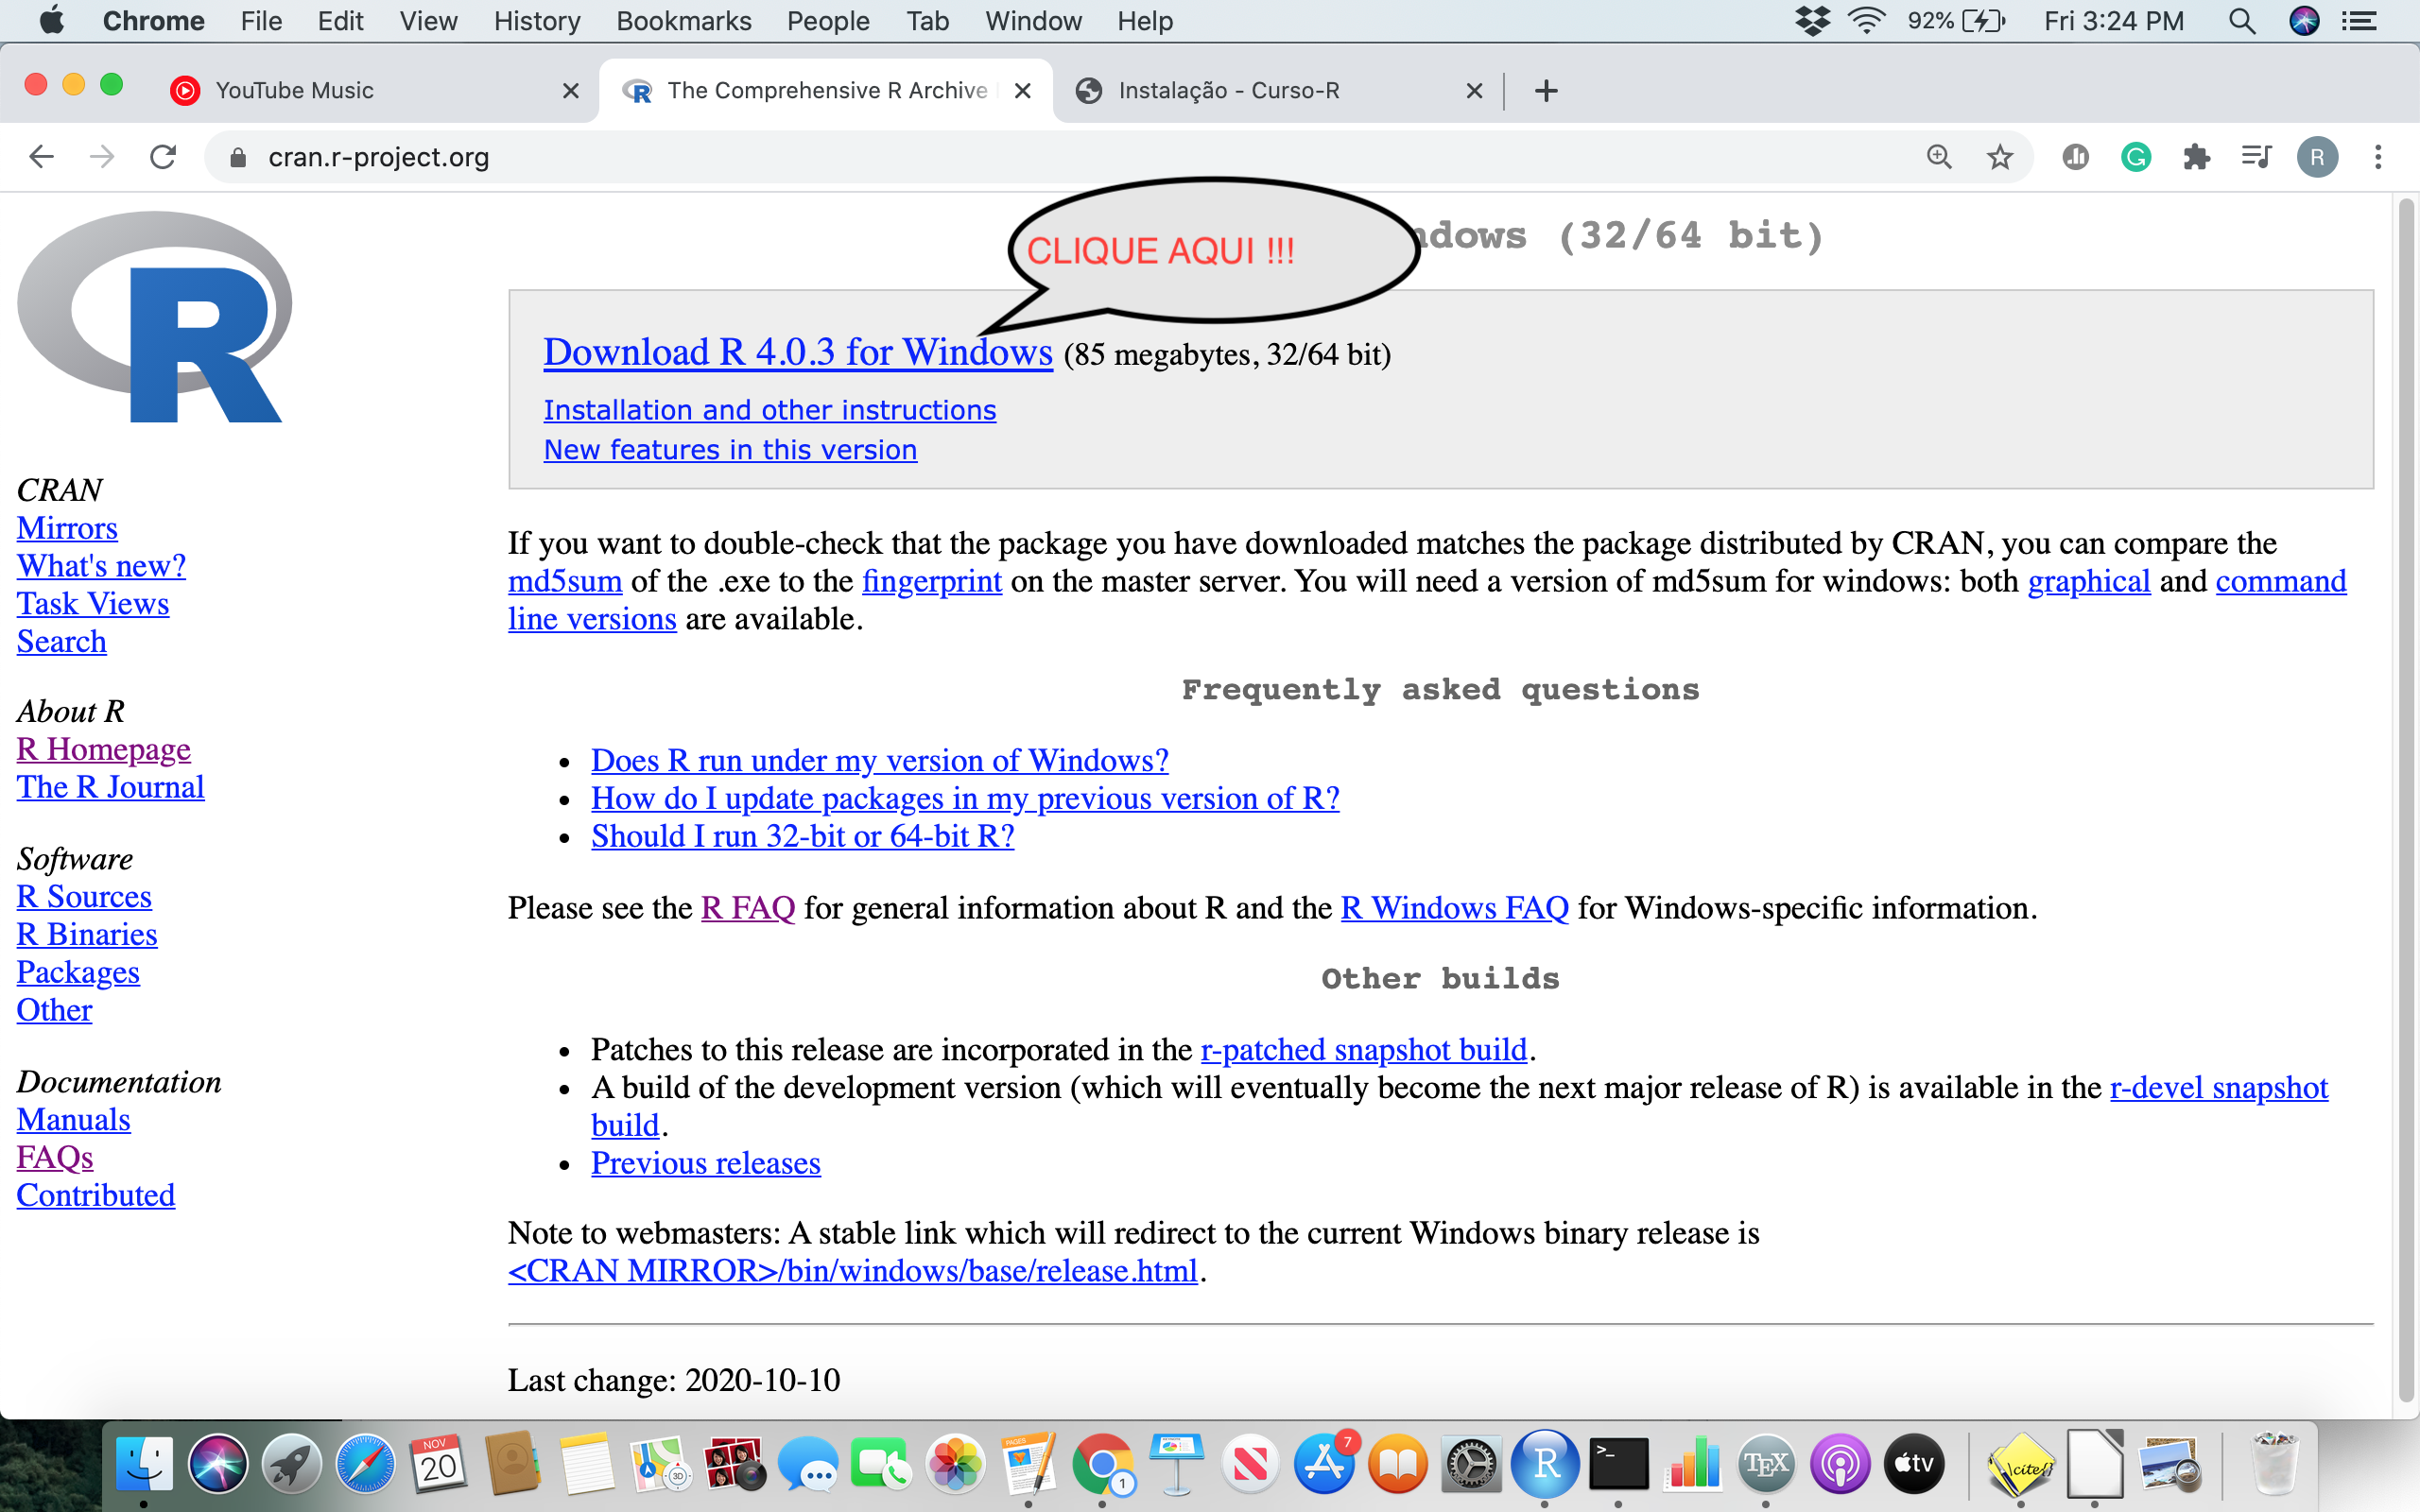 Chrome File Edit View History Bookmarks People Tab Window Help 92% Fri 3:24 PM
YouTube Music The Comprehensive R Archive Instalação - Curso-R
cran.r-project.org R
CLIQUE AQUI !!! ndows (32/64 bit)
R
Download R 4.0.3 for Windows (85 megabytes, 32/64 bit)
Installation and other instructions
New features in this version
CRAN
Mirrors
What's new?
Task Views
Search
About R
R Homepage
The R Journal
Software
R Sources
R Binaries
Packages
Other
Documentation
Manuals
FAQs
Contributed
If you want to double-check that the package you have downloaded matches the package distributed by CRAN, you can compare the
md5sum of the .exe to the fingerprint on the master server. You will need a version of md5sum for windows: both graphical and command
line versions are available.
Frequently asked questions
• Does R run under my version of Windows?
• How do I update packages in my previous version of R?
• Should I run 32-bit or 64-bit R?
Please see the R FAQ for general information about R and the R Windows FAQ for Windows-specific information.
Other builds
• Patches to this release are incorporated in the r-patched snapshot build.
• A build of the development version (which will eventually become the next major release of R) is available in the r-devel snapshot
build.
• Previous releases
Note to webmasters: A stable link which will redirect to the current Windows binary release is
<CRAN MIRROR>/bin/windows/base/release.html.
Last change: 2020-10-10
NOV 20 3D PAGES 1 7 R >_ TEX tv \cite{}